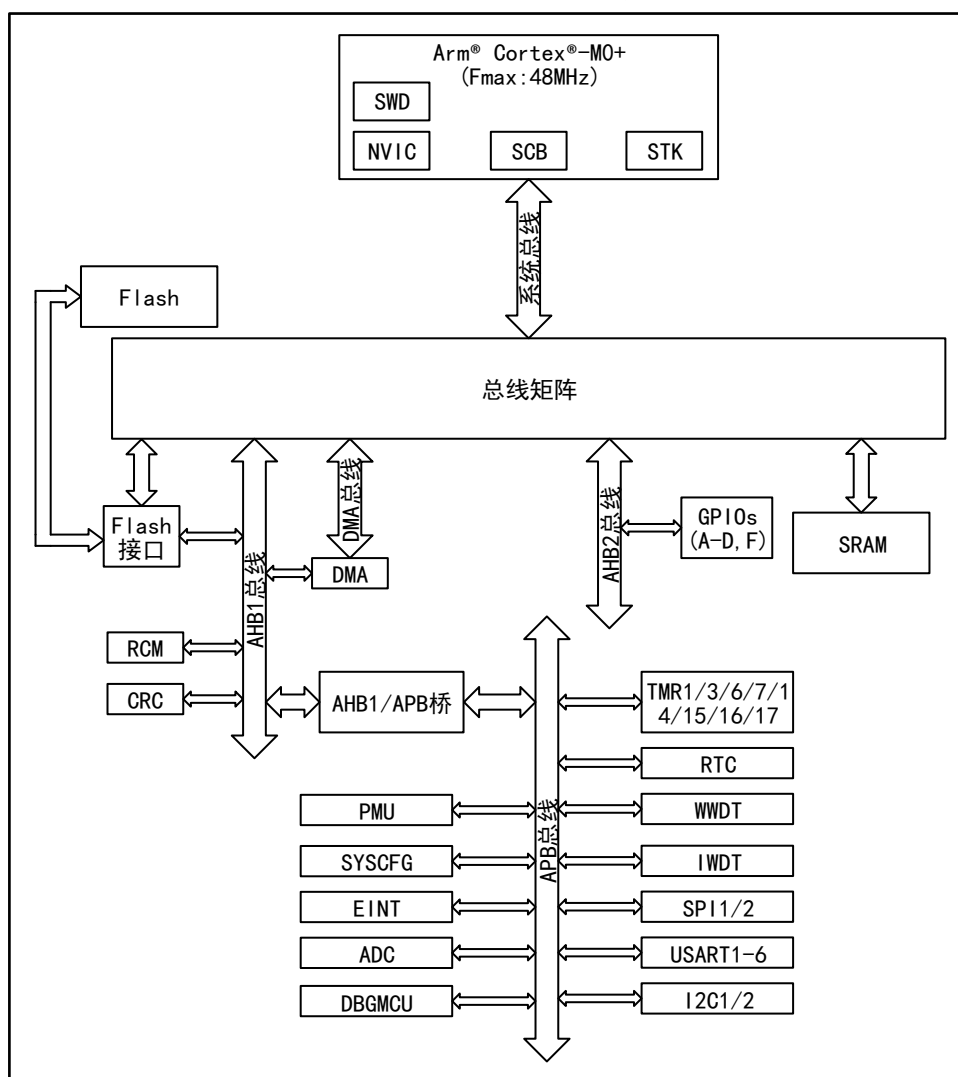 Arm® Cortex®-M0+
(Fmax:48MHz)
SWD
NVIC
SCB
STK
系统总线
Flash
总线矩阵
Flash
接口
AHB1总线
DMA总线
DMA
AHB2总线
GPIOs
(A-D,F)
SRAM
RCM
CRC
AHB1/APB桥
APB总线
TMR1/3/6/7/1
4/15/16/17
RTC
PMU
WWDT
SYSCFG
IWDT
EINT
SPI1/2
ADC
USART1-6
DBGMCU
I2C1/2